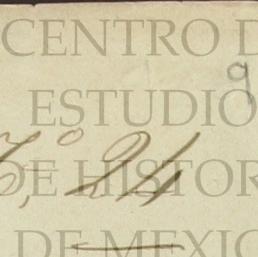 CENTRO D
9
ESTUDIO
24
DE HISTOR
DE MEXIC